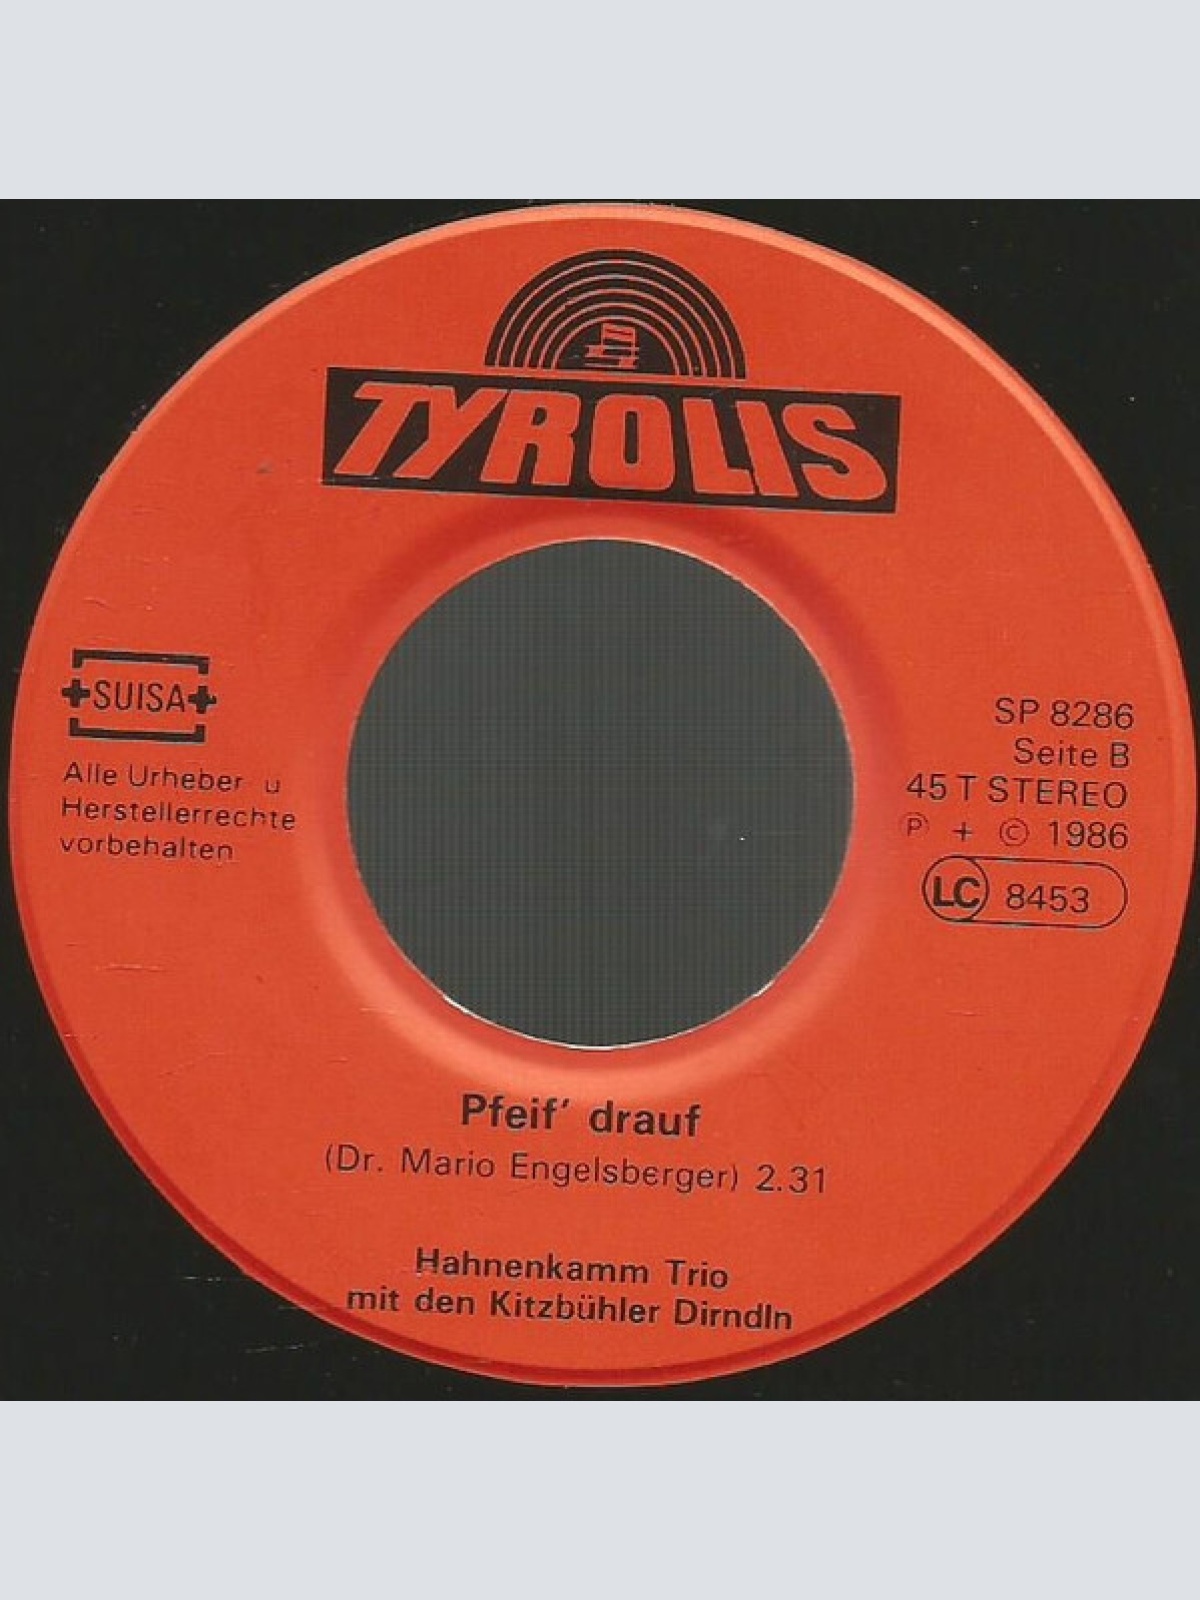 TYROLIS
+SUISA+
Alle Urheber u
Herstellerrechte
vorbehalten
SP 8286
Seite B
45 T STEREO
Ⓟ + © 1986
LC 8453
Pfeif' drauf
(Dr. Mario Engelsberger) 2.31
Hahnenkamm Trio
mit den Kitzbühler Dirndln